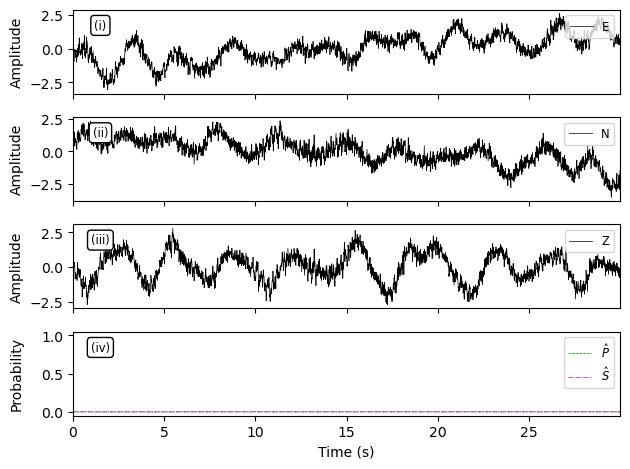 2.5
0.0
−2.5
Amplitude
(i)
E
2.5
0.0
−2.5
Amplitude
(ii)
N
2.5
0.0
−2.5
Amplitude
(iii)
Z
1.0
0.5
0.0
Probability
(iv)
P̂
Ŝ
0 5 10 15 20 25
Time (s)